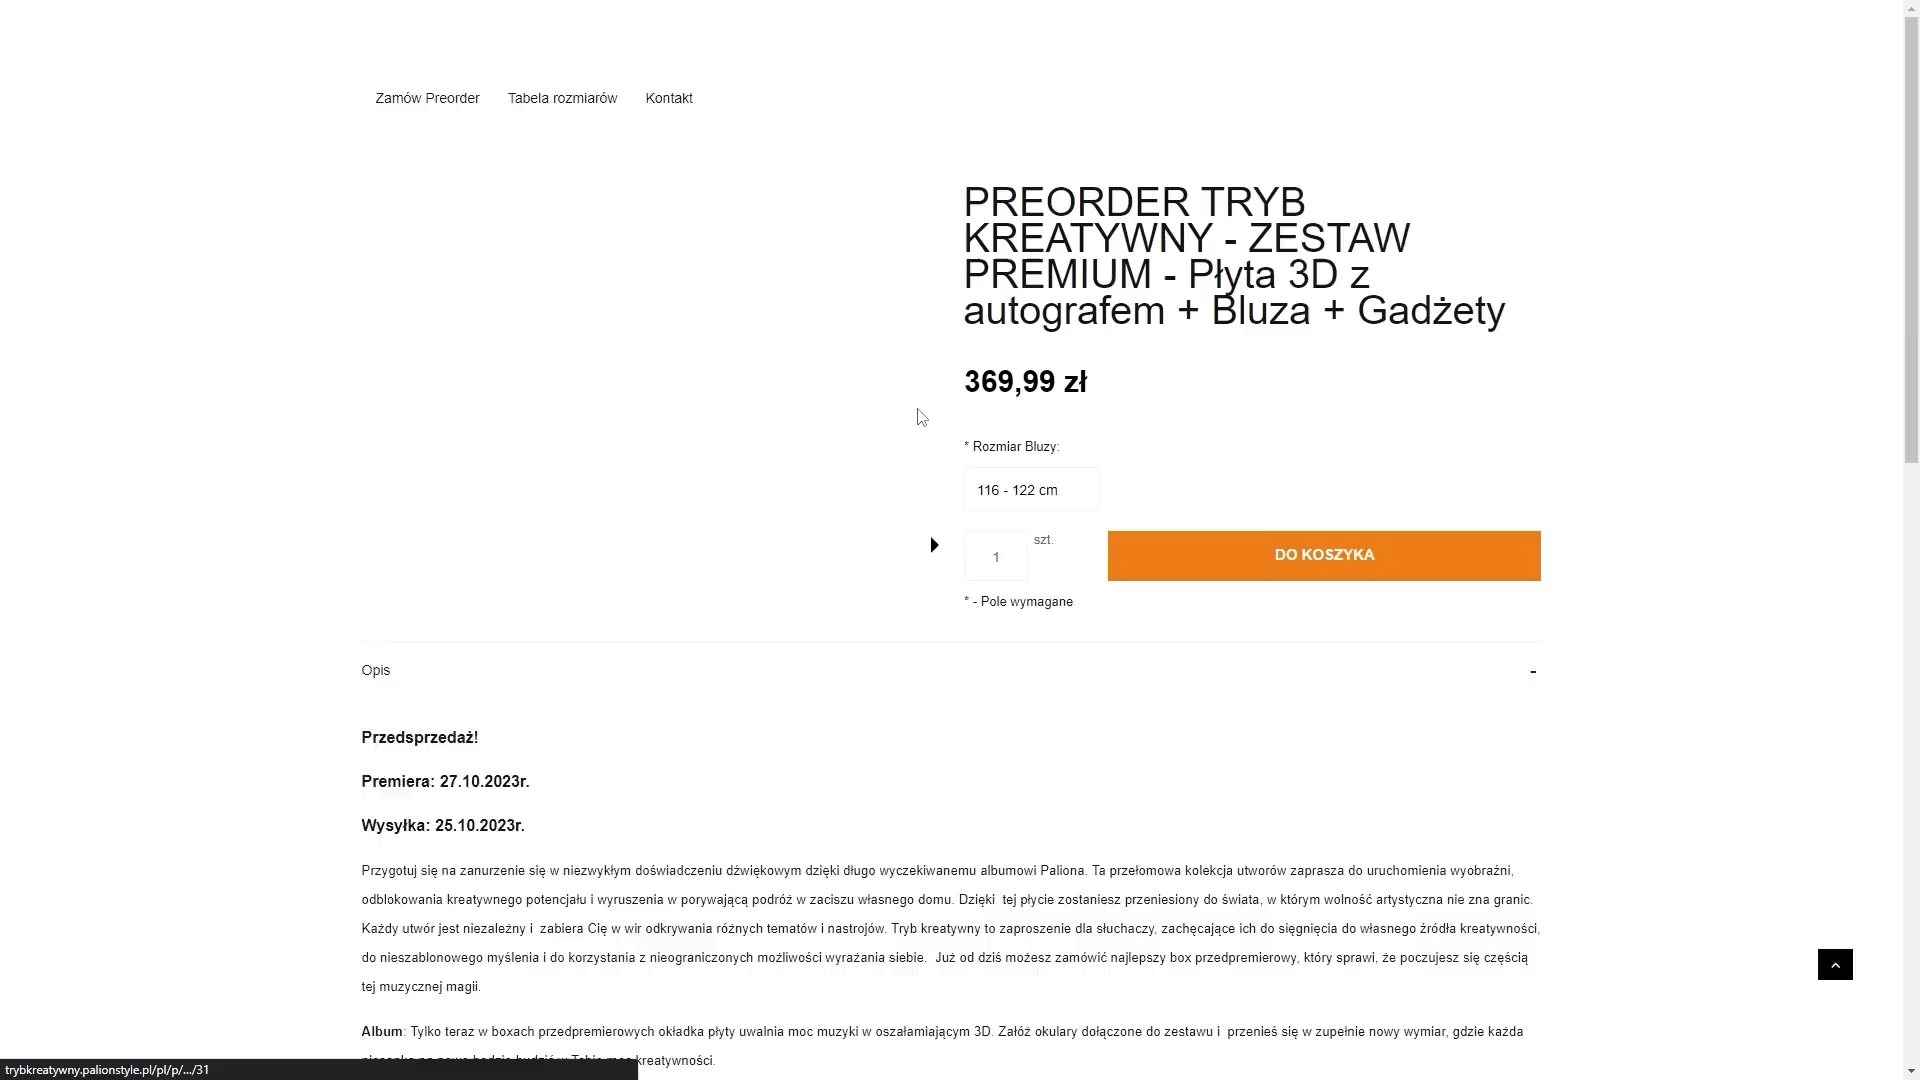 Zamów Preorder Tabela rozmiarów Kontakt
PREORDER TRYB
KREATYWNY - ZESTAW
PREMIUM - Płyta 3D z
autografem + Bluza + Gadżety
369,99 zł
* Rozmiar Bluzy:
116 - 122 cm
1 szt. DO KOSZYKA
* - Pole wymagane
Opis -
Przedsprzedaż!
Premiera: 27.10.2023r.
Wysyłka: 25.10.2023r.
Przygotuj się na zanurzenie się w niezwykłym doświadczeniu dźwiękowym dzięki długo wyczekiwanemu albumowi Paliona. Ta przełomowa kolekcja utworów zaprasza do uruchomienia wyobraźni,
odblokowania kreatywnego potencjału i wyruszenia w porywającą podróż w zaciszu własnego domu. Dzięki tej płycie zostaniesz przeniesiony do świata, w którym wolność artystyczna nie zna granic.
Każdy utwór jest niezależny i zabiera Cię w wir odkrywania różnych tematów i nastrojów. Tryb kreatywny to zaproszenie dla słuchaczy, zachęcające ich do sięgnięcia do własnego źródła kreatywności,
do nieszablonowego myślenia i do korzystania z nieograniczonych możliwości wyrażania siebie. Już od dziś możesz zamówić najlepszy box przedpremierowy, który sprawi, że poczujesz się częścią
tej muzycznej magii.
Album: Tylko teraz w boxach przedpremierowych okładka płyty uwalnia moc muzyki w oszałamiającym 3D. Załóż okulary dołączone do zestawu i przenieś się w zupełnie nowy wymiar, gdzie każda
kreatywności.
trybkreatywny.palionstyle.pl/pl/p/.../31